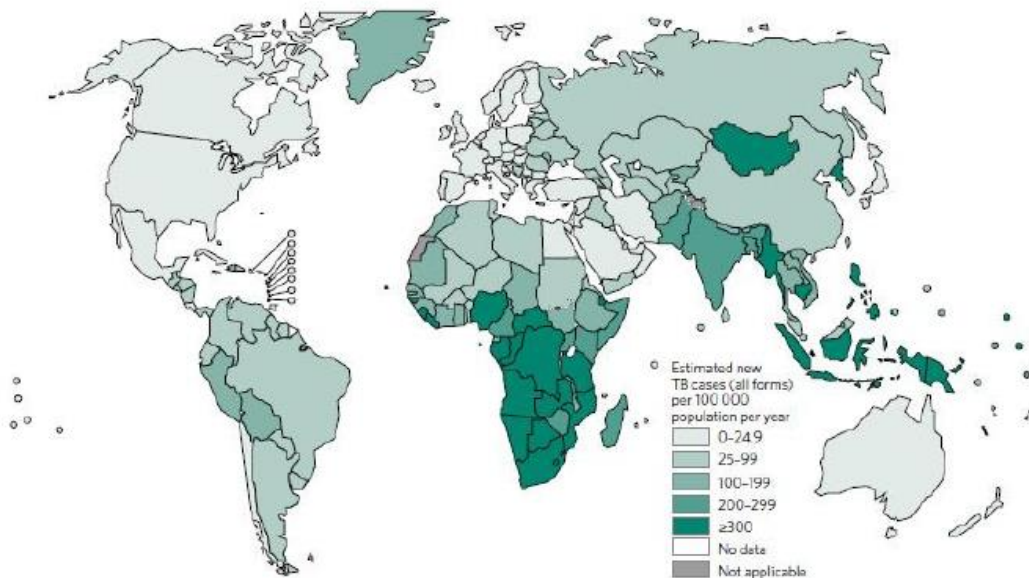 Estimated new
TB cases (all forms)
per 100 000
population per year
0–24.9
25–99
100–199
200–299
≥300
No data
Not applicable